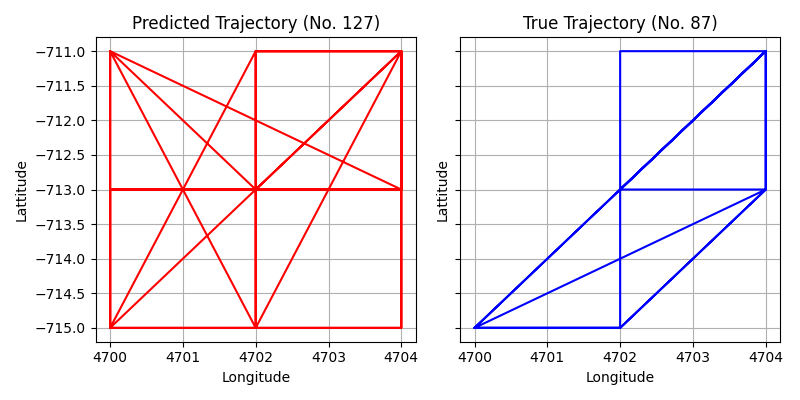 Predicted Trajectory (No. 127)
True Trajectory (No. 87)
−711.0
−711.5
−712.0
−712.5
−713.0
−713.5
−714.0
−714.5
−715.0
Lattitude
Lattitude
4700 4701 4702 4703 4704
4700 4701 4702 4703 4704
Longitude
Longitude